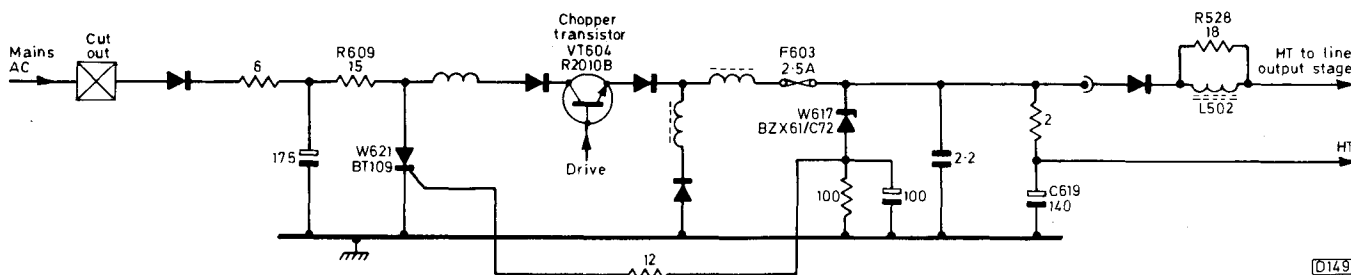 Mains
AC
Cut
out
6
R609
15
175
W621
BT109
Chopper
transistor
VT604
R2010B
Drive
F603
2·5A
W617
BZX61/C72
100
100
12
2·2
2
C619
140
R528
18
L502
HT to line
output stage
HT
D149